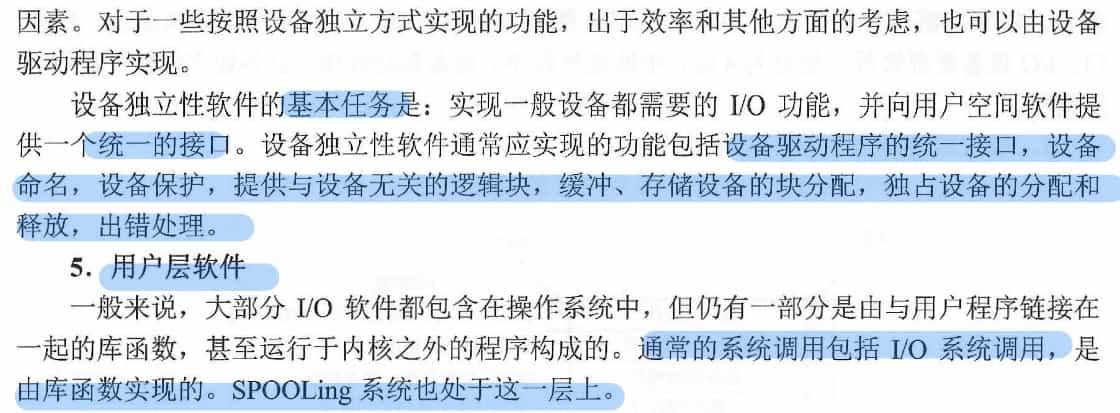 因素。对于一些按照设备独立方式实现的功能，出于效率和其他方面的考虑，也可以由设备
驱动程序实现。
设备独立性软件的基本任务是：实现一般设备都需要的 I/O 功能，并向用户空间软件提
供一个统一的接口。设备独立性软件通常应实现的功能包括设备驱动程序的统一接口，设备
命名，设备保护，提供与设备无关的逻辑块，缓冲、存储设备的块分配，独占设备的分配和
释放，出错处理。
5. 用户层软件
一般来说，大部分 I/O 软件都包含在操作系统中，但仍有一部分是由与用户程序链接在
一起的库函数，甚至运行于内核之外的程序构成的。通常的系统调用包括 I/O 系统调用，是
由库函数实现的。SPOOLing 系统也处于这一层上。